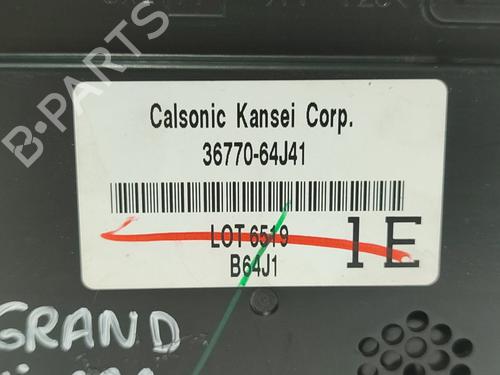 B-PARTS
Calsonic Kansei Corp.
36770-64J41
LOT 6519
1E
B64J1
GRAND